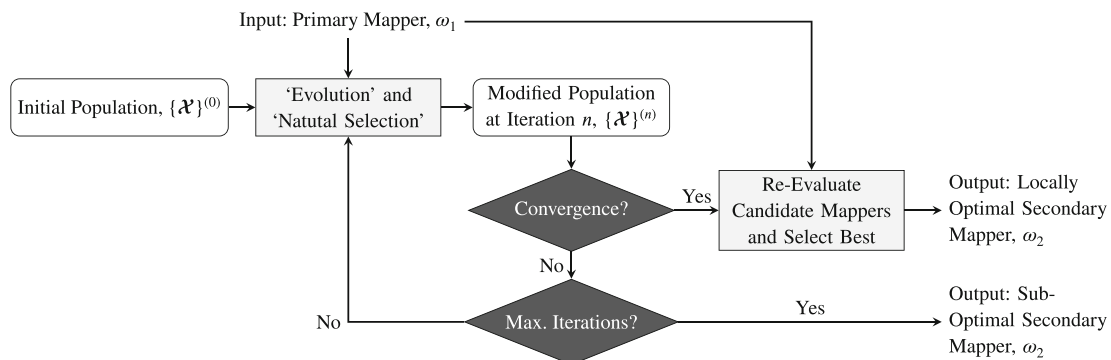 Input: Primary Mapper, ω₁
Initial Population, {𝓧}⁽⁰⁾
‘Evolution’ and
‘Natutal Selection’
Modified Population
at Iteration n, {𝓧}⁽ⁿ⁾
Convergence?
Yes
Re-Evaluate
Candidate Mappers
and Select Best
Output: Locally
Optimal Secondary
Mapper, ω₂
No
Max. Iterations?
No
Yes
Output: Sub-
Optimal Secondary
Mapper, ω₂